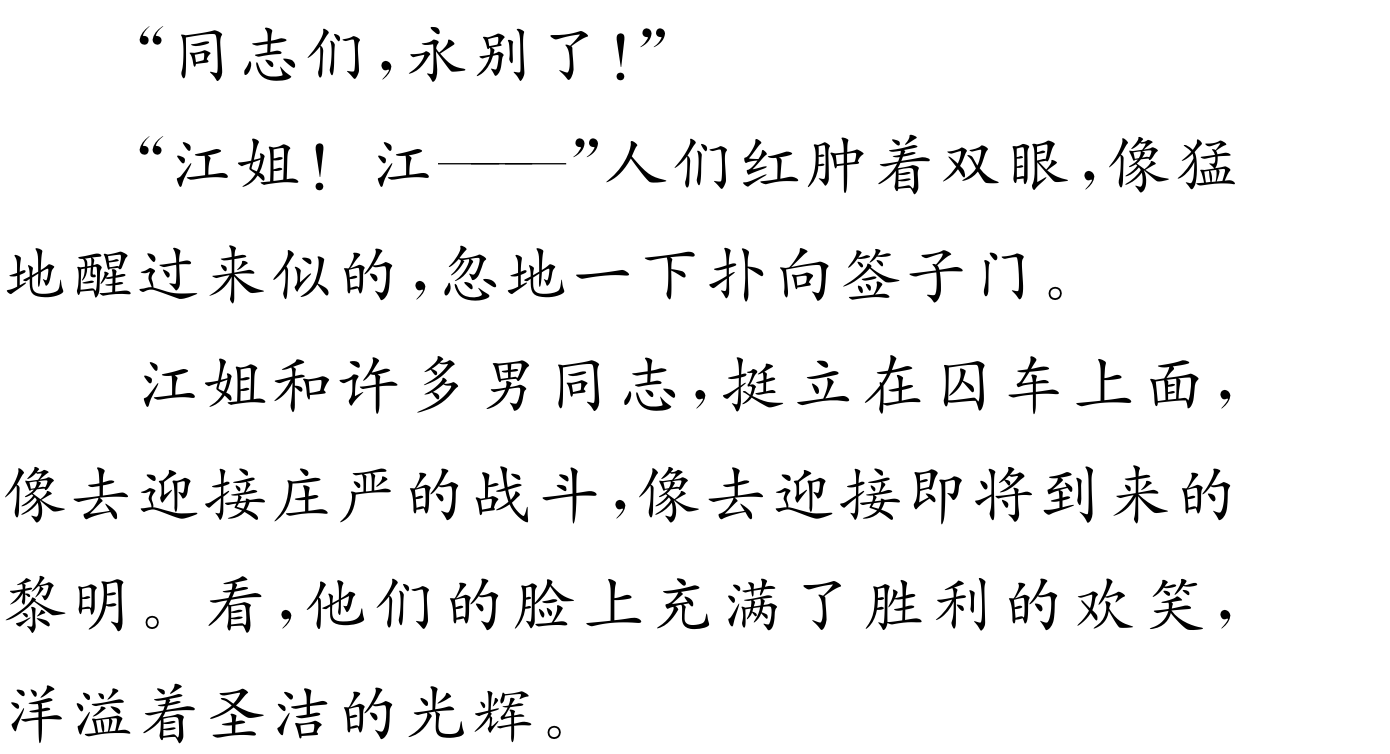 “同志们，永别了！”
“江姐！江——”人们红肿着双眼，像猛
地醒过来似的，忽地一下扑向签子门。
江姐和许多男同志，挺立在囚车上面，
像去迎接庄严的战斗，像去迎接即将到来的
黎明。看，他们的脸上充满了胜利的欢笑，
洋溢着圣洁的光辉。